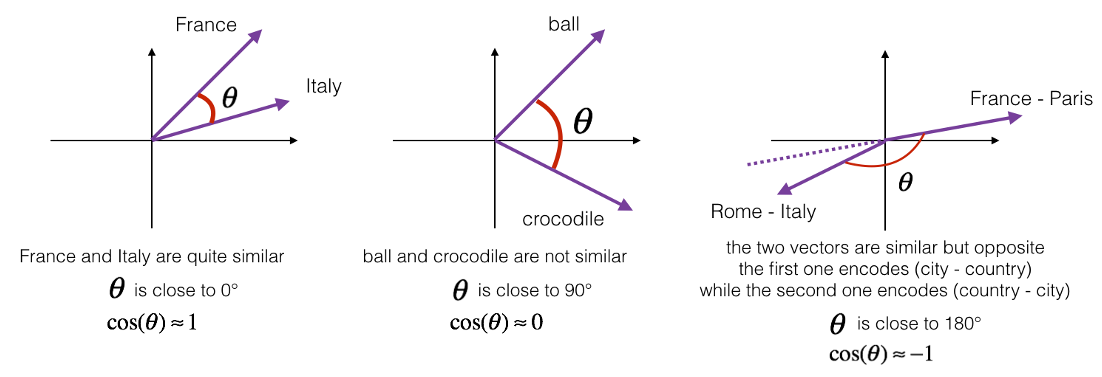 France
Italy
θ
France and Italy are quite similar
θ is close to 0°
cos(θ) ≈ 1
ball
θ
crocodile
ball and crocodile are not similar
θ is close to 90°
cos(θ) ≈ 0
France - Paris
θ
Rome - Italy
the two vectors are similar but opposite
the first one encodes (city - country)
while the second one encodes (country - city)
θ is close to 180°
cos(θ) ≈ −1